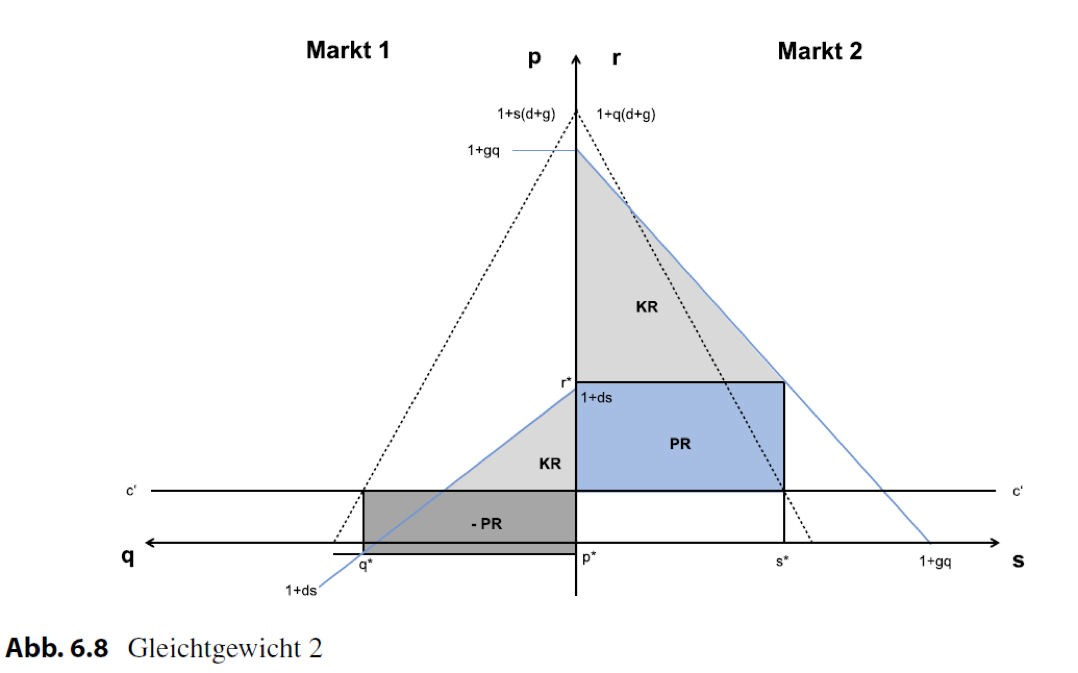 Markt 1
Markt 2
p
r
1+s(d+g)
1+q(d+g)
1+gq
KR
r*
1+ds
PR
KR
c'
c'
- PR
q
q*
p*
s*
1+gq
s
1+ds
Abb. 6.8 Gleichtgewicht 2